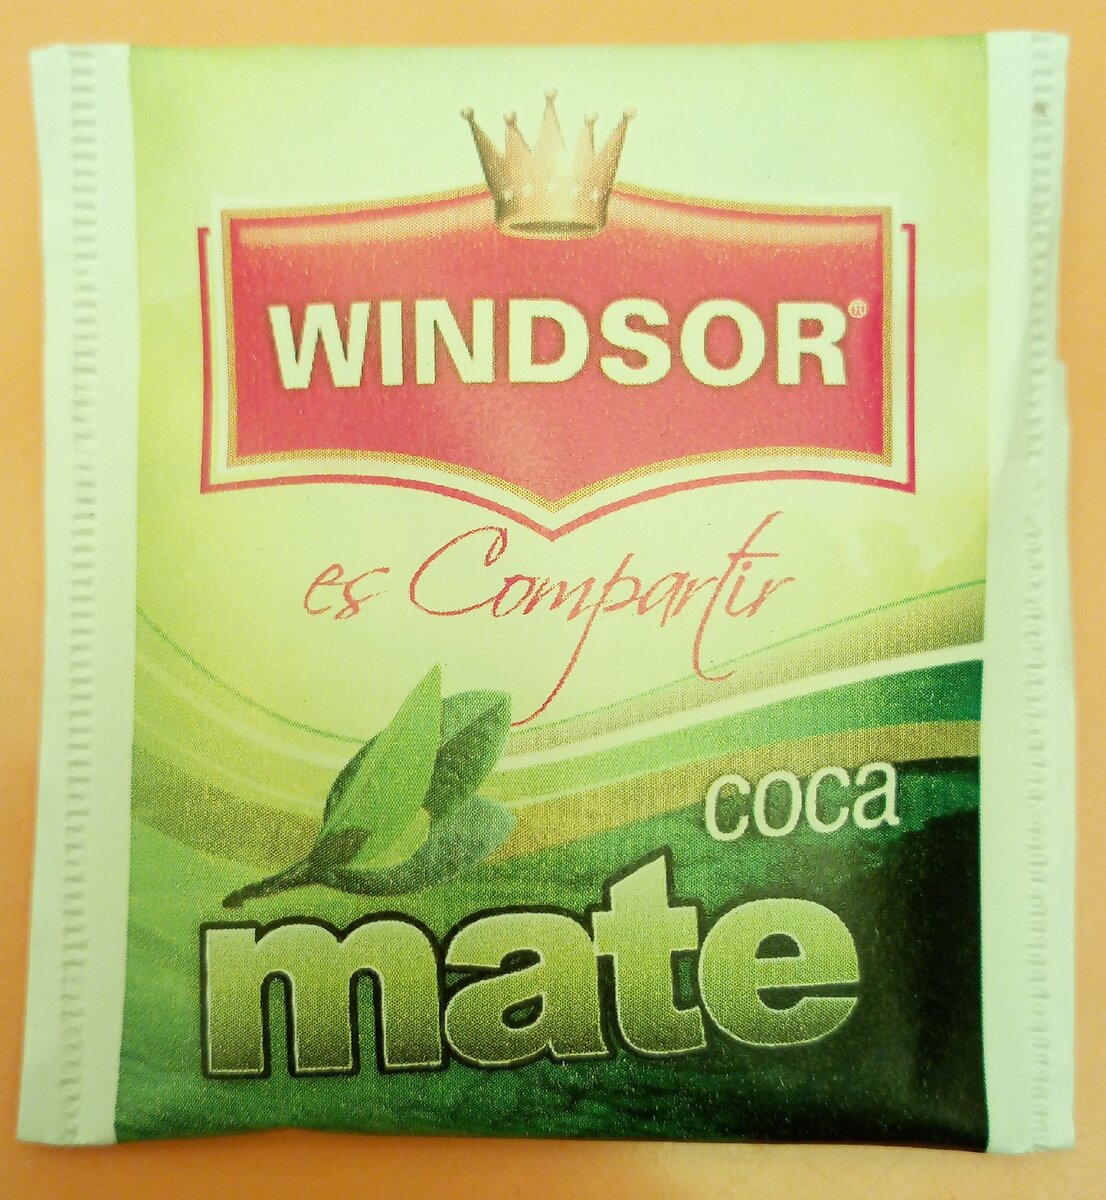 WINDSOR®
es Compartir
coca
mate